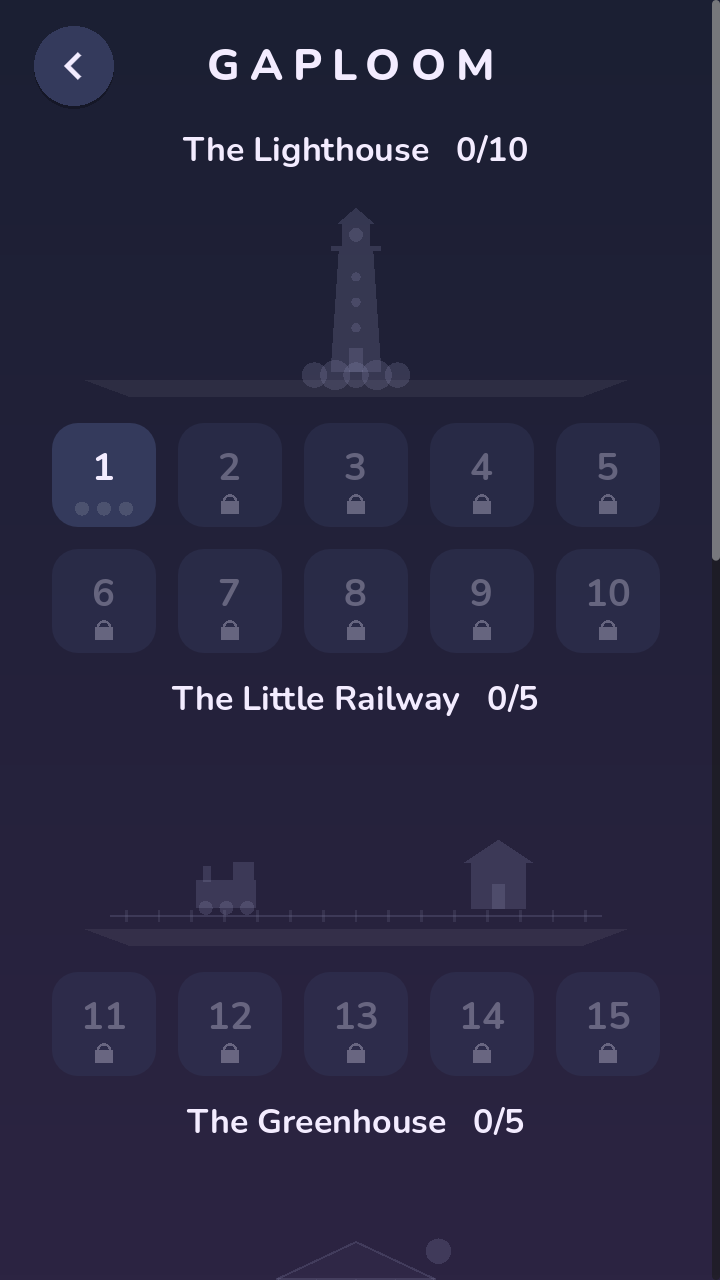 GAPLOOM
The Lighthouse 0/10
1 2 3 4 5
6 7 8 9 10
The Little Railway 0/5
11 12 13 14 15
The Greenhouse 0/5